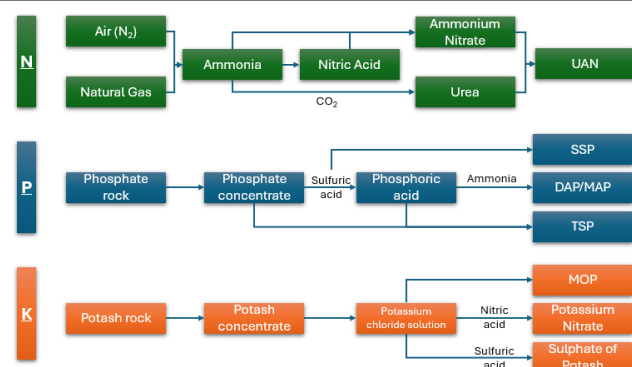 N
Air (N₂)
Natural Gas
Ammonia
Nitric Acid
CO₂
Ammonium
Nitrate
Urea
UAN
P
Phosphate
rock
Phosphate
concentrate
Sulfuric
acid
Phosphoric
acid
Ammonia
SSP
DAP/MAP
TSP
K
Potash rock
Potash
concentrate
Potassium
chloride solution
Nitric
acid
Sulfuric
acid
MOP
Potassium
Nitrate
Sulphate of
Potash